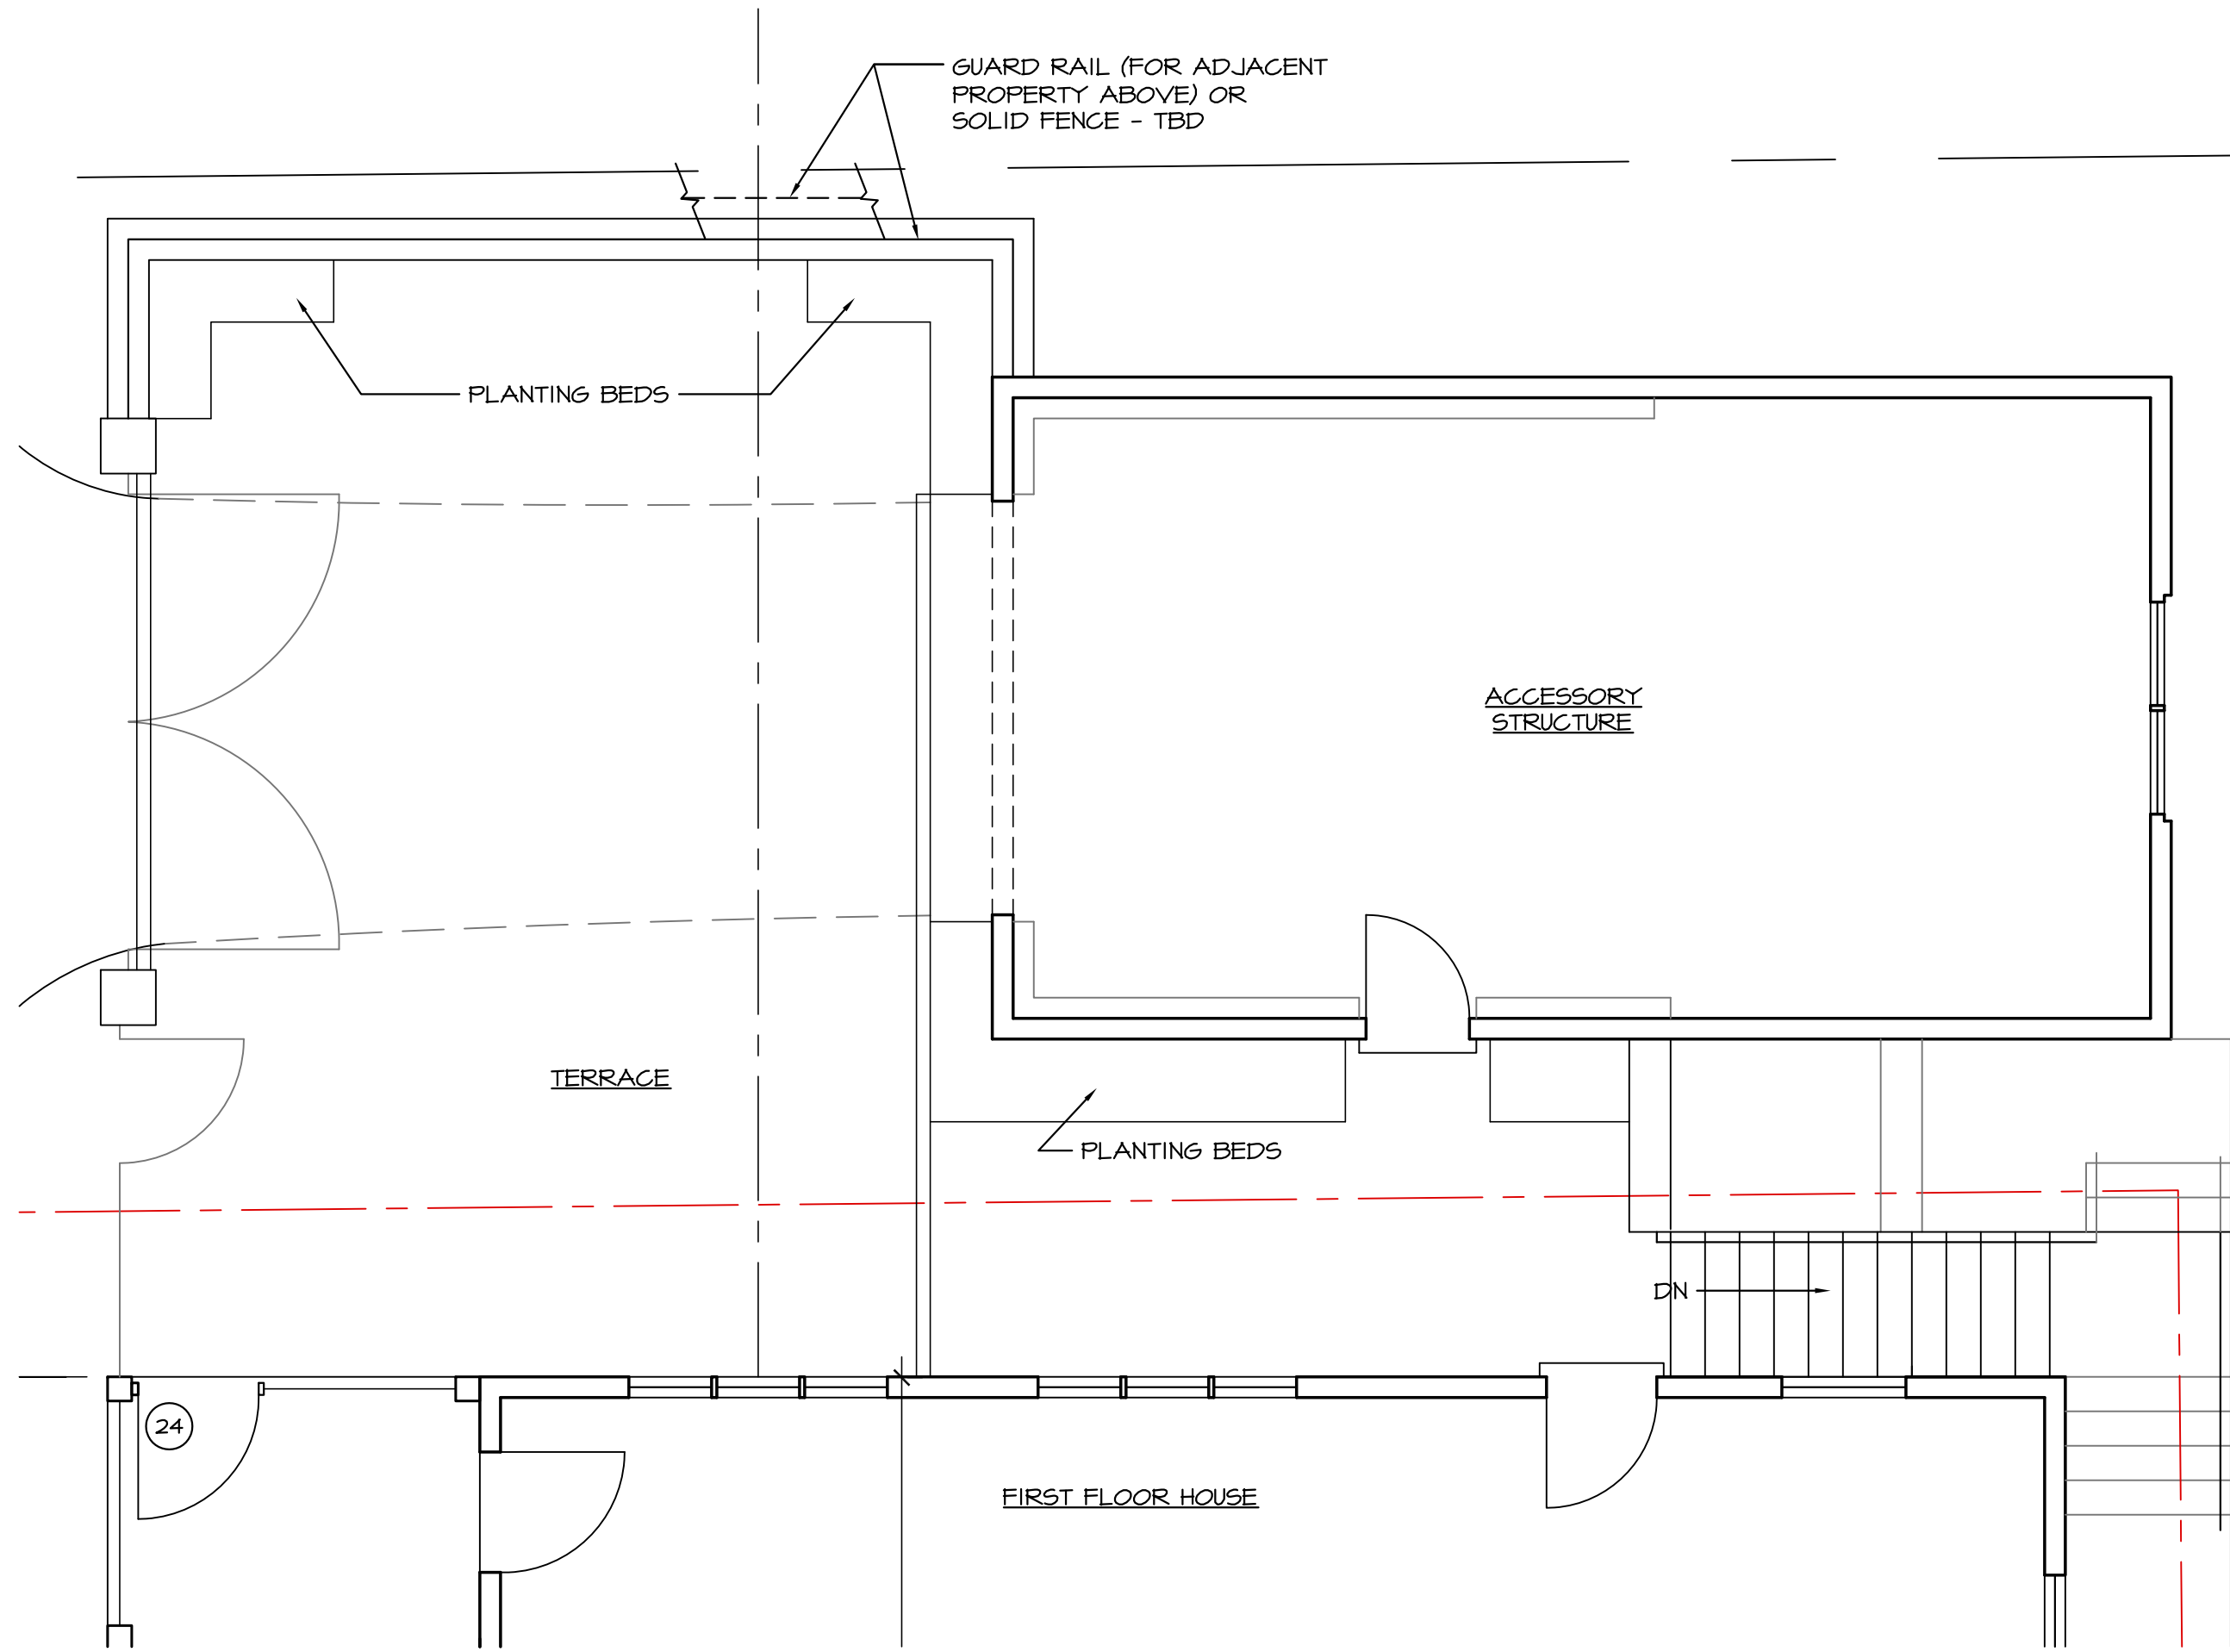 GUARD RAIL (FOR ADJACENT
PROPERTY ABOVE) OR
SOLID FENCE - TBD
PLANTING BEDS
ACCESSORY
STRUCTURE
TERRACE
PLANTING BEDS
DN
24
FIRST FLOOR HOUSE